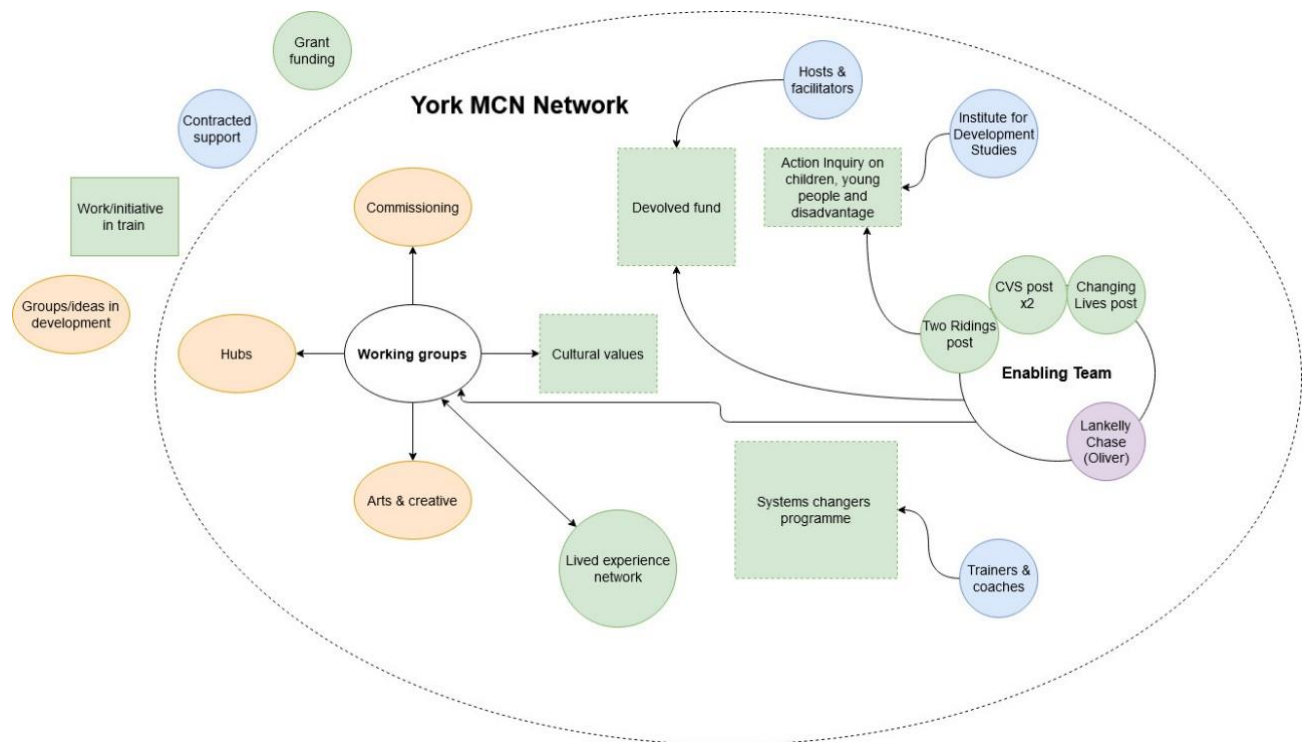 Grant
funding
Contracted
support
Work/initiative
in train
Groups/ideas in
development
York MCN Network
Hosts &
facilitators
Institute for
Development
Studies
Commissioning
Devolved fund
Action Inquiry on
children, young
people and
disadvantage
CVS post
x2
Changing
Lives post
Two Ridings
post
Hubs
Working groups
Cultural values
Enabling Team
Lankelly
Chase
(Oliver)
Arts & creative
Systems changers
programme
Lived experience
network
Trainers &
coaches